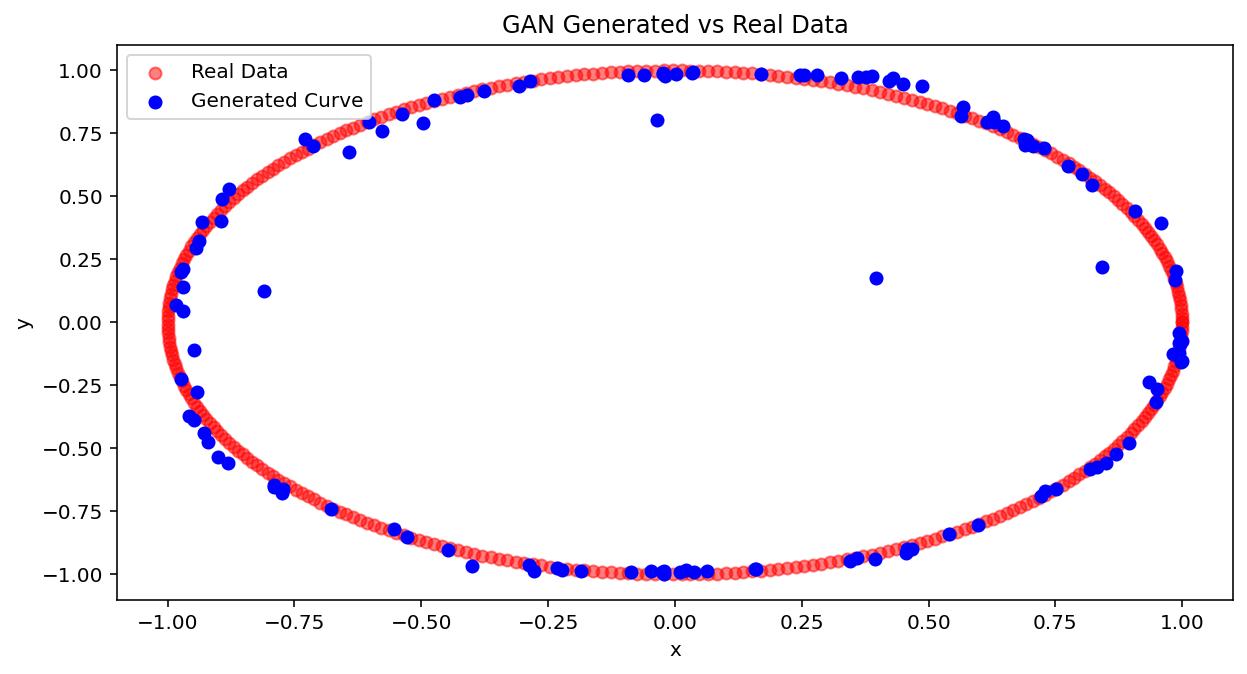 GAN Generated vs Real Data
Real Data
Generated Curve
1.00
0.75
0.50
0.25
0.00
−0.25
−0.50
−0.75
−1.00
y
−1.00 −0.75 −0.50 −0.25 0.00 0.25 0.50 0.75 1.00
x